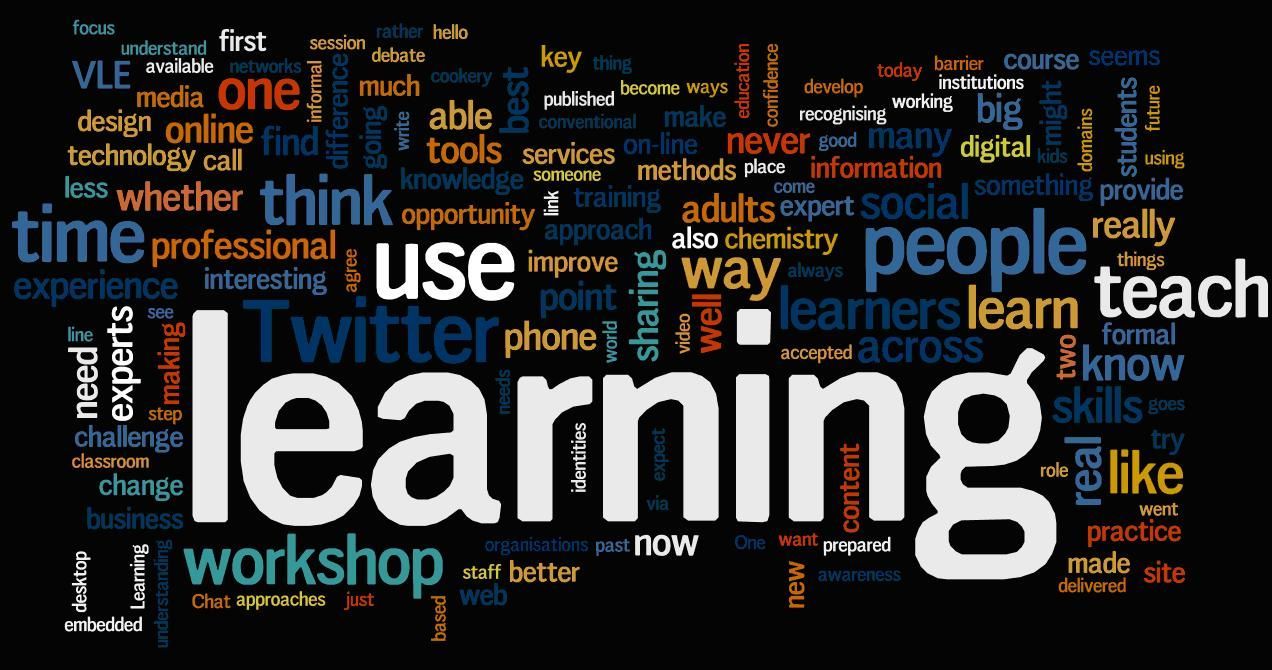 focus
understand
first
session
rather
hello
debate
key
thing
today
barrier
course
seems
VLE
available
networks
informal
difference
much
cookery
best
become
ways
education
confidence
develop
institutions
media
one
published
recognising
working
big
might
students
future
design
online
find
going
write
able
conventional
make
never
good
many
digital
kids
domains
technology
call
tools
services
on-line
methods
place
information
using
less
whether
think
knowledge
someone
link
training
come
expert
social
something
provide
time
professional
opportunity
approach
adults
also
chemistry
people
really
experience
interesting
agree
use
improve
point
sharing
way
always
things
teach
line
see
need
experts
making
Twitter
phone
world
video
well
learners
learn
accepted
across
two
formal
know
learning
step
needs
skills
goes
challenge
classroom
change
business
identities
expect
via
content
role
real
like
try
went
practice
desktop
Learning
understanding
workshop
organisations
past
now
One
want
prepared
made
site
delivered
staff
better
web
new
awareness
Chat
approaches
just
based
embedded